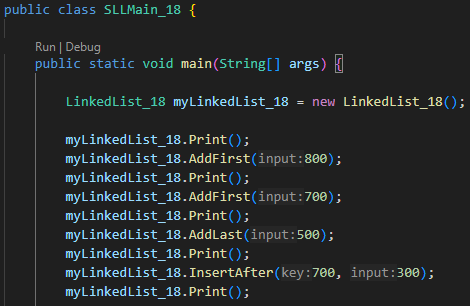 public class SLLMain_18 {
Run | Debug
public static void main(String[] args) {
LinkedList_18 myLinkedList_18 = new LinkedList_18();
myLinkedList_18.Print();
myLinkedList_18.AddFirst(input:800);
myLinkedList_18.Print();
myLinkedList_18.AddFirst(input:700);
myLinkedList_18.Print();
myLinkedList_18.AddLast(input:500);
myLinkedList_18.Print();
myLinkedList_18.InsertAfter(key:700, input:300);
myLinkedList_18.Print();